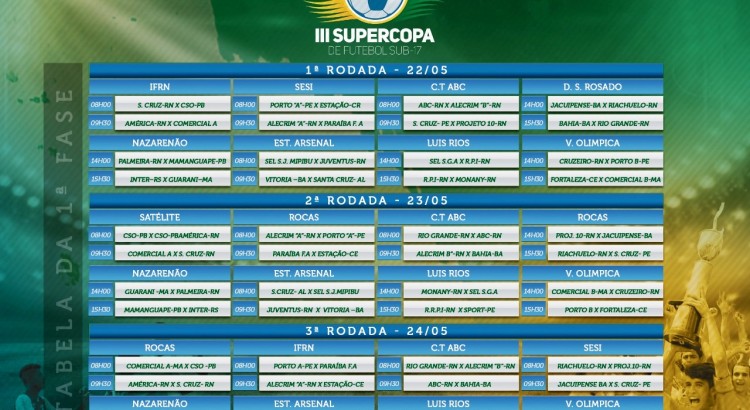 III SUPERCOPA
DE FUTEBOL SUB-17
TABELA DA 1ª FASE
1ª RODADA - 22/05
IFRN SESI C.T ABC D. S. ROSADO
08H00 S. CRUZ-RN X CSO-PB 08H00 PORTO "A"-PE X ESTAÇÃO-CR 08H00 ABC-RN X ALECRIM "B"-RN 14H00 JACUIPENSE-BA X RIACHUELO-RN
09H30 AMÉRICA-RN X COMERCIAL A 09H30 ALECRIM "A"-RN X PARAÍBA F. A 09H30 S. CRUZ- PE X PROJETO 10-RN 15H30 BAHIA-BA X RIO GRANDE-RN
NAZARENÃO EST. ARSENAL LUIS RIOS V. OLIMPICA
14H00 PALMEIRA-RN X MAMANGUAPE-PB 08H00 SEL S.J. MIPIBU X JUVENTUS-RN 14H00 SEL S.G.A X R.P.I-RN 14H00 CRUZEIRO-RN X PORTO B-PE
15H30 INTER-RS X GUARANI-MA 09H30 VITORIA -BA X SANTA CRUZ- AL 15H30 R.P.I-RN X MONANY-RN 15H30 FORTALEZA-CE X COMERCIAL B-MA
2ª RODADA - 23/05
SATÉLITE ROCAS C.T ABC ROCAS
08H00 CSO-PB X CSO-PBAMÉRICA-RN 08H00 ALECRIM "A"-RN X PORTO "A"-PE 08H00 RIO GRANDE-RN X ABC-RN 14H00 PROJ. 10-RN X JACUIPENSE-BA
09H30 COMERCIAL A X S. CRUZ-RN 09H30 PARAÍBA F.A X ESTAÇÃO-CE 09H30 ALECRIM B"-RN X BAHIA-BA 15H30 RIACHUELO-RN X S. CRUZ- PE
NAZARENÃO EST. ARSENAL LUIS RIOS V. OLIMPICA
14H00 GUARANI -MA X PALMEIRA-RN 08H00 S.CRUZ- AL X SEL S.J.MIPIBU 14H00 MONANY-RN X SEL S.G.A 14H00 COMERCIAL B-MA X CRUZEIRO-RN
15H30 MAMANGUAPE-PB X INTER-RS 09H30 JUVENTUS-RN X VITORIA -BA 15H30 R.R.P.I-RN X SPORT-PE 15H30 PORTO B X FORTALEZA-CE
3ª RODADA - 24/05
ROCAS IFRN C.T ABC SESI
08H00 COMERCIAL A-MA X CSO -PB 08H00 PORTO A-PE X PARAÍBA F.A 08H00 RIO GRANDE-RN X ALECRIM "B"-RN 08H00 RIACHUELO-RN X PROJ.10-RN
09H30 AMÉRICA-RN X S. CRUZ- RN 09H30 ALECRIM "A"-RN X ESTAÇÃO-CE 09H30 ABC-RN X BAHIA-BA 09H30 JACUIPENSE BA X S. CRUZ- PE
NAZARENÃO EST. ARSENAL LUIS RIOS V. OLIMPICA